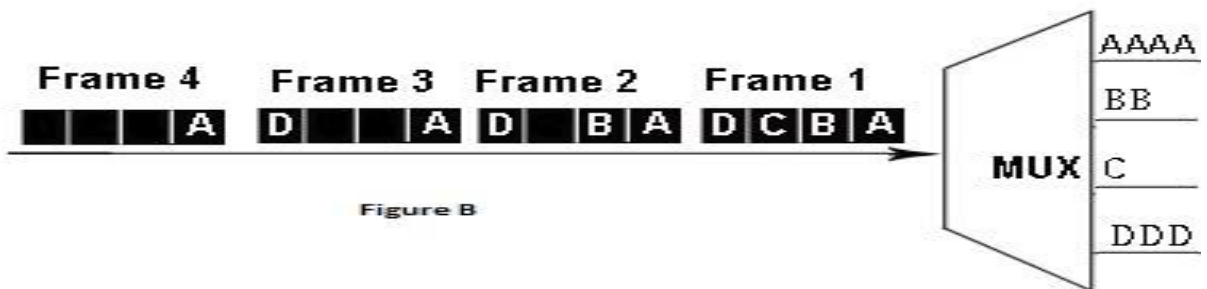 Frame 4 Frame 3 Frame 2 Frame 1
A D A D B A D C B A
Figure B
MUX
AAAA
BB
C
DDD